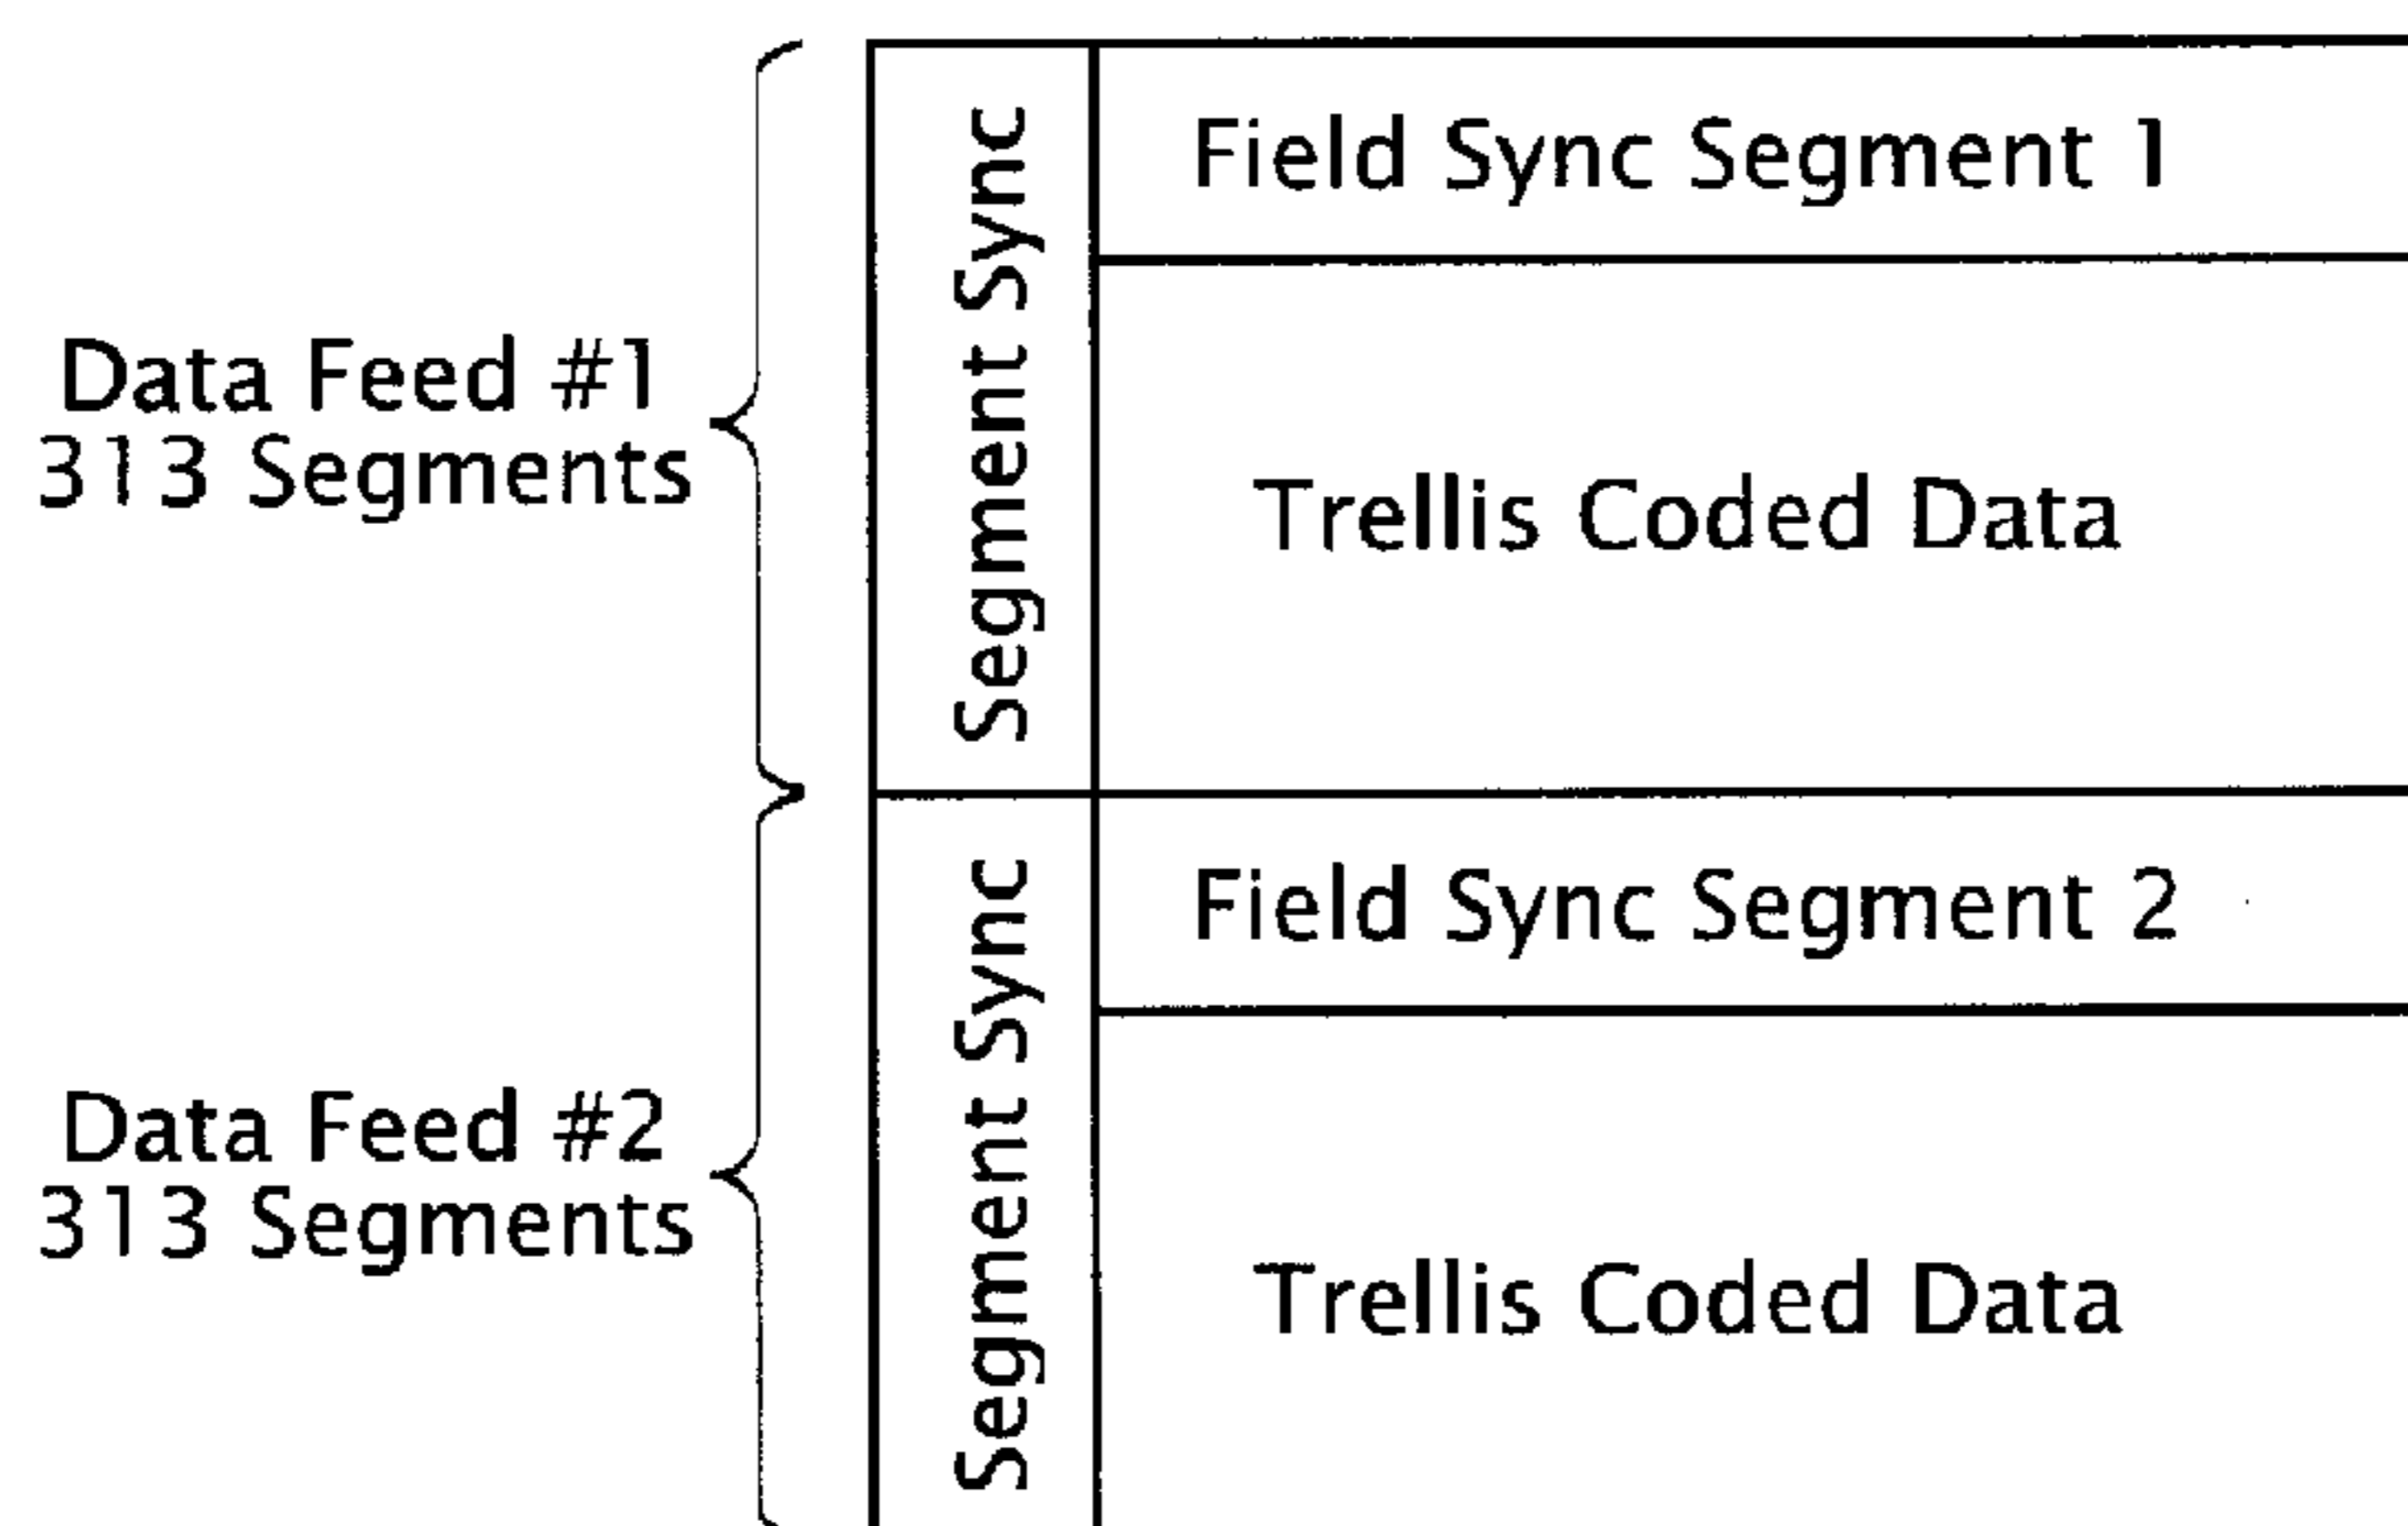 Data Feed #1
313 Segments
Segment Sync
Field Sync Segment 1
Trellis Coded Data
Data Feed #2
313 Segments
Segment Sync
Field Sync Segment 2
Trellis Coded Data